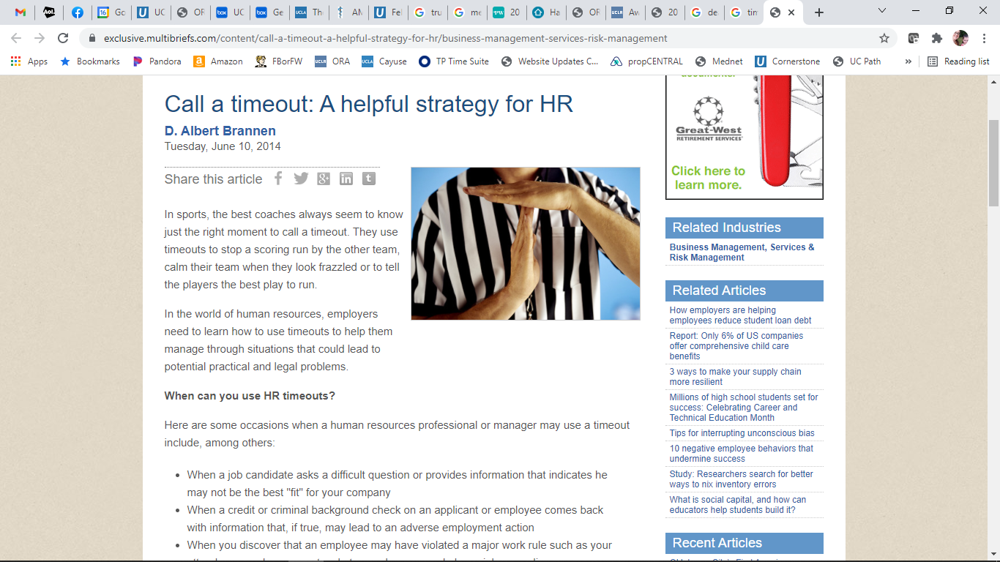 Go
UC
OR
UC
Ge
Th
AN
Fel
tru
me
20
Ha
OR
Aw
20
de
tin
exclusive.multibriefs.com/content/call-a-timeout-a-helpful-strategy-for-hr/business-management-services-risk-management
Apps
Bookmarks
Pandora
Amazon
FBorFW
ORA
Cayuse
TP Time Suite
Website Updates C...
propCENTRAL
Mednet
Cornerstone
UC Path
»
Reading list
Call a timeout: A helpful strategy for HR
D. Albert Brannen
Tuesday, June 10, 2014
Share this article
In sports, the best coaches always seem to know
just the right moment to call a timeout. They use
timeouts to stop a scoring run by the other team,
calm their team when they look frazzled or to tell
the players the best play to run.
In the world of human resources, employers
need to learn how to use timeouts to help them
manage through situations that could lead to
potential practical and legal problems.
When can you use HR timeouts?
Here are some occasions when a human resources professional or manager may use a timeout
include, among others:
• When a job candidate asks a difficult question or provides information that indicates he
may not be the best "fit" for your company
• When a credit or criminal background check on an applicant or employee comes back
with information that, if true, may lead to an adverse employment action
• When you discover that an employee may have violated a major work rule such as your
Great-West
RETIREMENT SERVICES®
Click here to
learn more.
Related Industries
Business Management, Services &
Risk Management
Related Articles
How employers are helping
employees reduce student loan debt
Report: Only 6% of US companies
offer comprehensive child care
benefits
3 ways to make your supply chain
more resilient
Millions of high school students set for
success: Celebrating Career and
Technical Education Month
Tips for interrupting unconscious bias
10 negative employee behaviors that
undermine success
Study: Researchers search for better
ways to nix inventory errors
What is social capital, and how can
educators help students build it?
Recent Articles